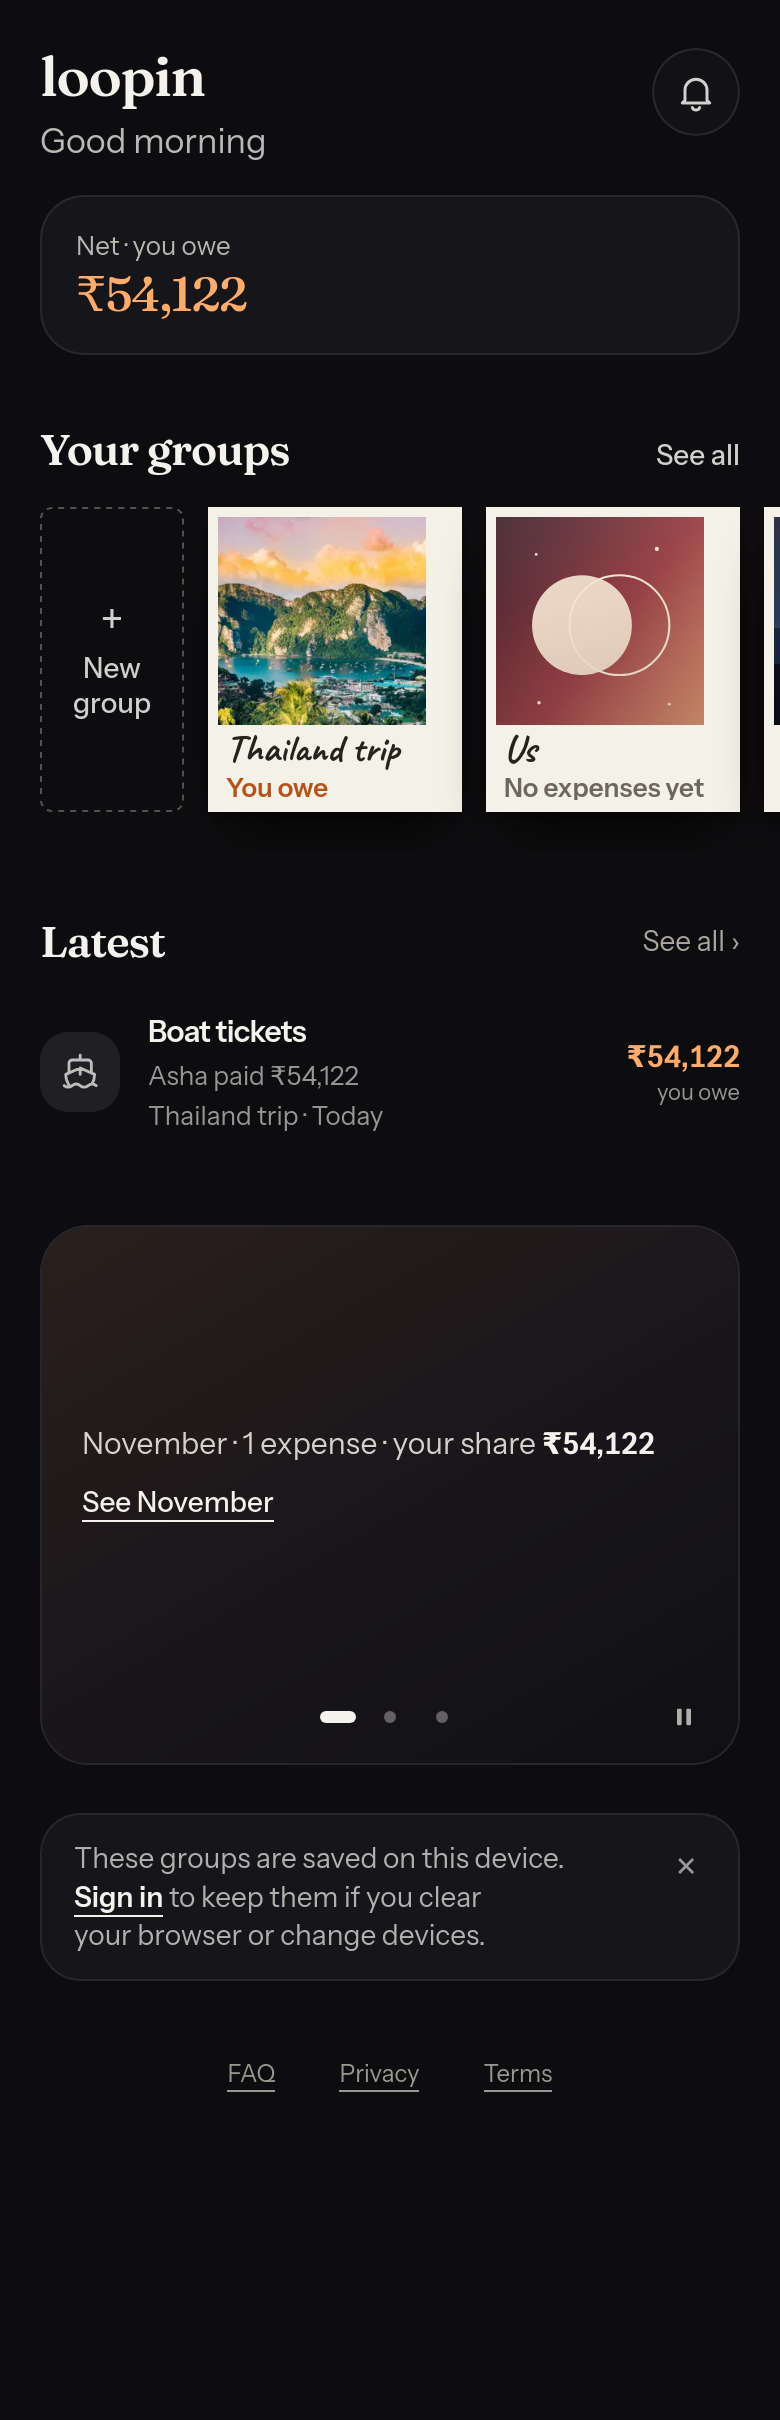 loopin
Good morning
Net · you owe
₹54,122
Your groups
See all
+
New
group
Thailand trip
You owe
Us
No expenses yet
Latest
See all ›
Boat tickets
Asha paid ₹54,122
Thailand trip · Today
₹54,122
you owe
November · 1 expense · your share ₹54,122
See November
These groups are saved on this device.
Sign in to keep them if you clear
your browser or change devices.
FAQ
Privacy
Terms